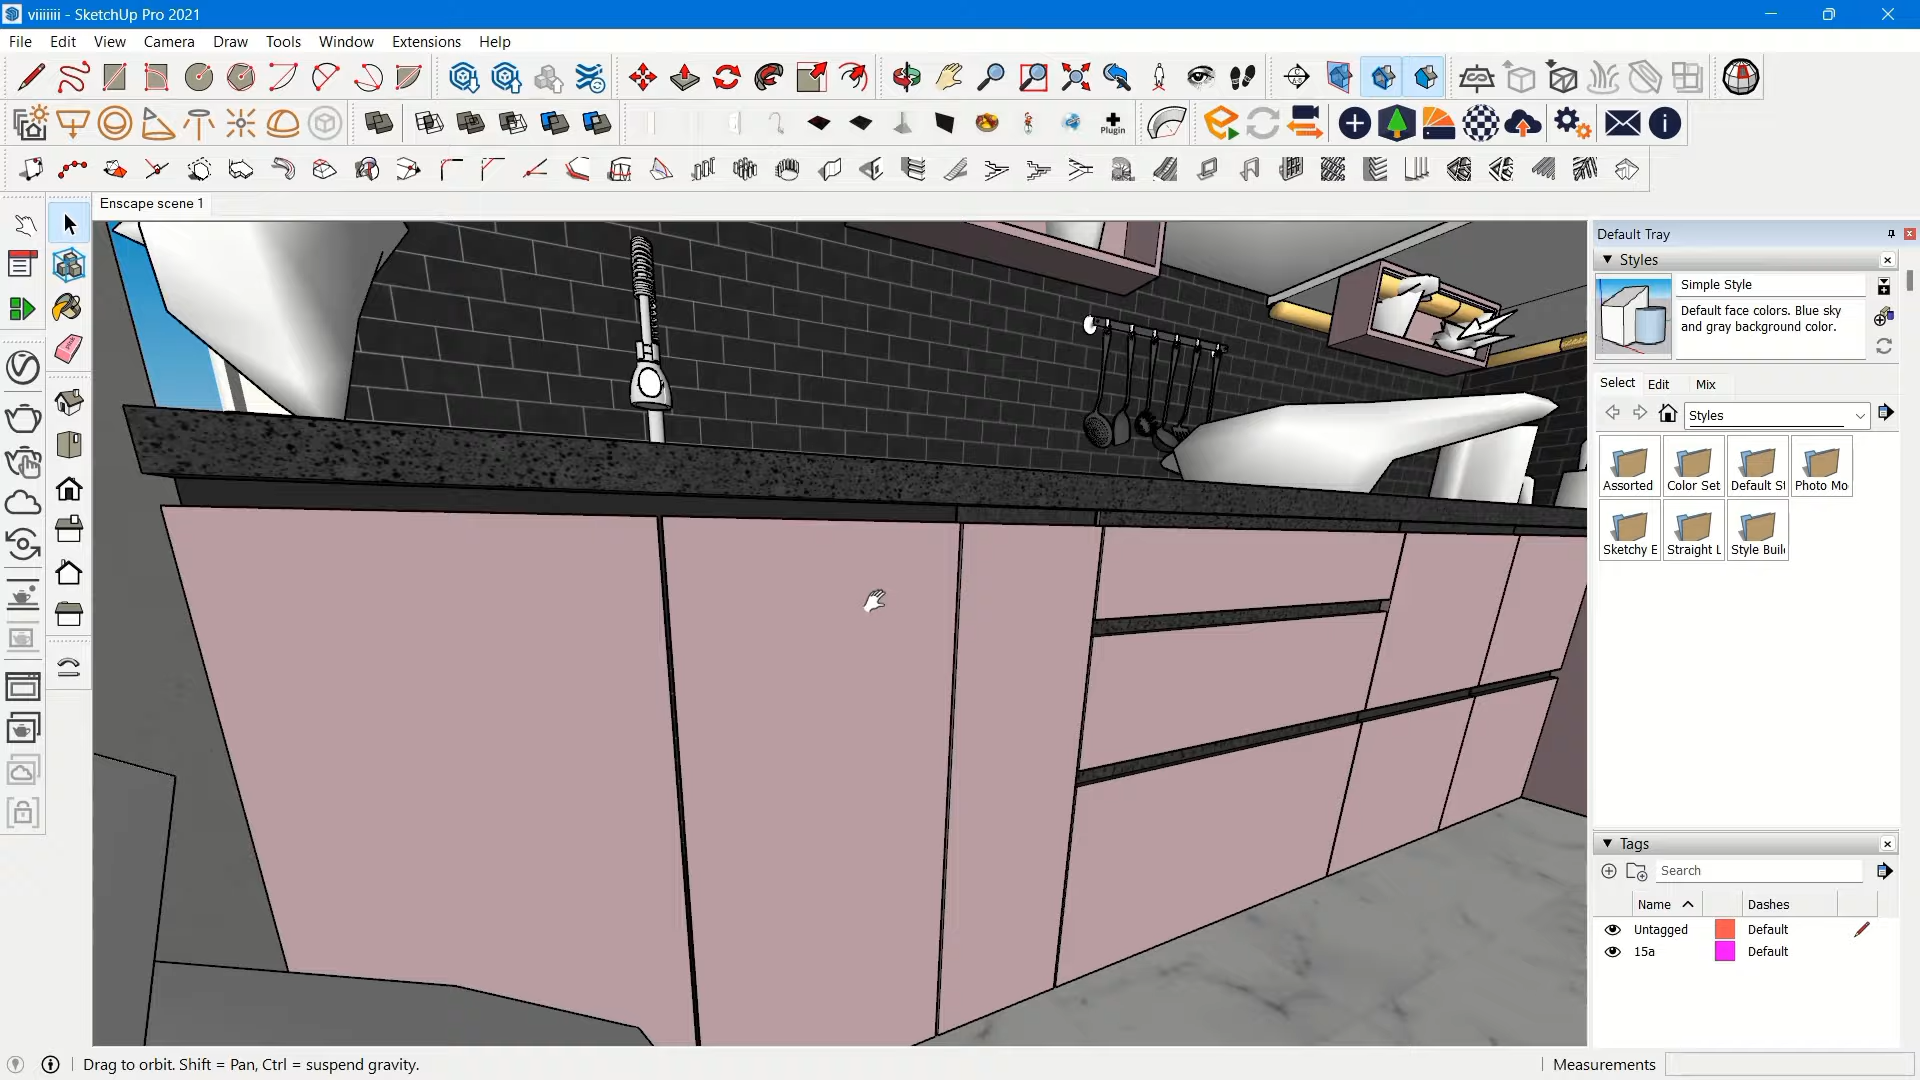 viiiiiii - SketchUp Pro 2021
File Edit View Camera Draw Tools Window Extensions Help
Plugin
Enscape scene 1
Default Tray
Styles
Simple Style
Default face colors. Blue sky
and gray background color.
Select Edit Mix
Styles
Assorted Color Set Default St Photo Mo
Sketchy E Straight L Style Buil
Tags
Search
Name Dashes
Untagged Default
15a Default
Drag to orbit. Shift = Pan, Ctrl = suspend gravity.
Measurements